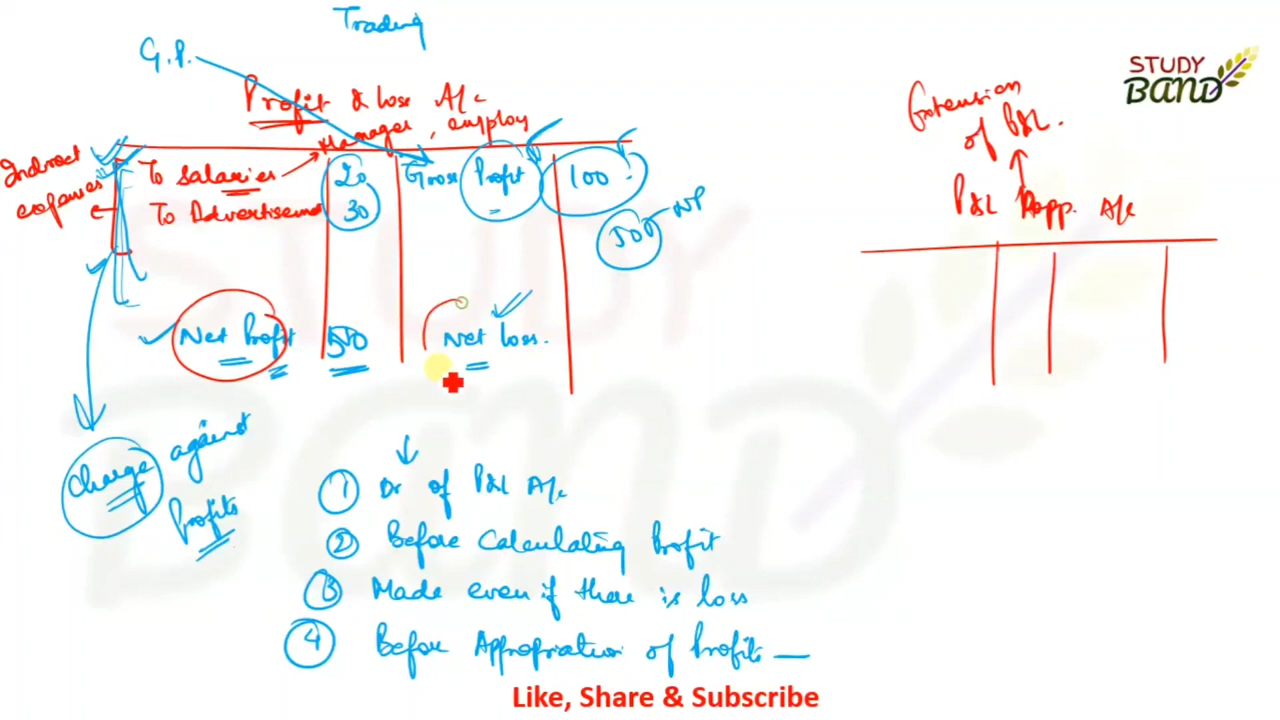 Trading
G.P.
STUDY
BAND
Profit & loss A/c
Manager, employ
Extension
of P&L.
Indirect
expenses
To Salaries 20 Gross Profit 100
To Advertisement 30
500 NP
P&L App. A/c
Net Profit 50 Net loss.
Charge against
Profits
1 Dr of P&L A/c
2 Before Calculating Profit
3 Made even if there is loss
4 Before Appropriation of Profits
Like, Share & Subscribe
STUDY
BAND